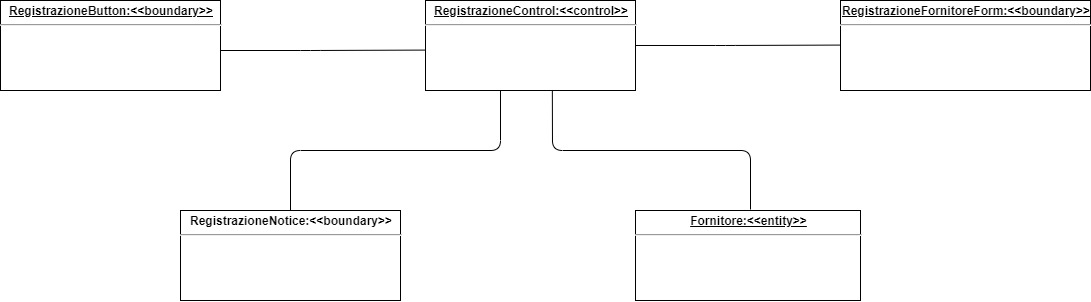 RegistrazioneButton:<<boundary>>
RegistrazioneControl:<<control>>
RegistrazioneFornitoreForm:<<boundary>>
RegistrazioneNotice:<<boundary>>
Fornitore:<<entity>>